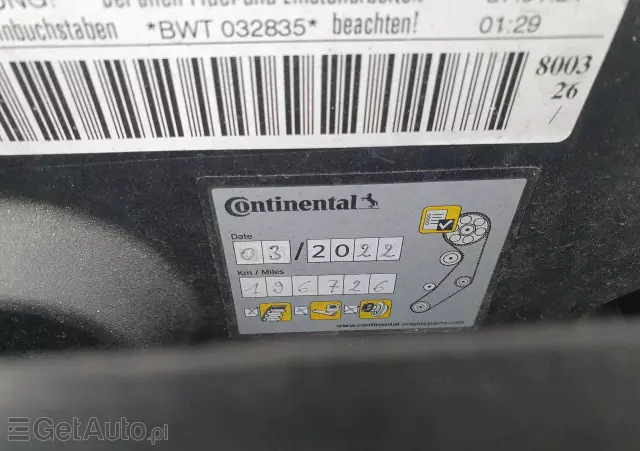 nbuchstaben *BWT 032835* beachten! 01:29
8003
26
/
Continental
Date
03/2022
Km / Miles
196726
www.continental-engineparts.com
GetAuto.pl